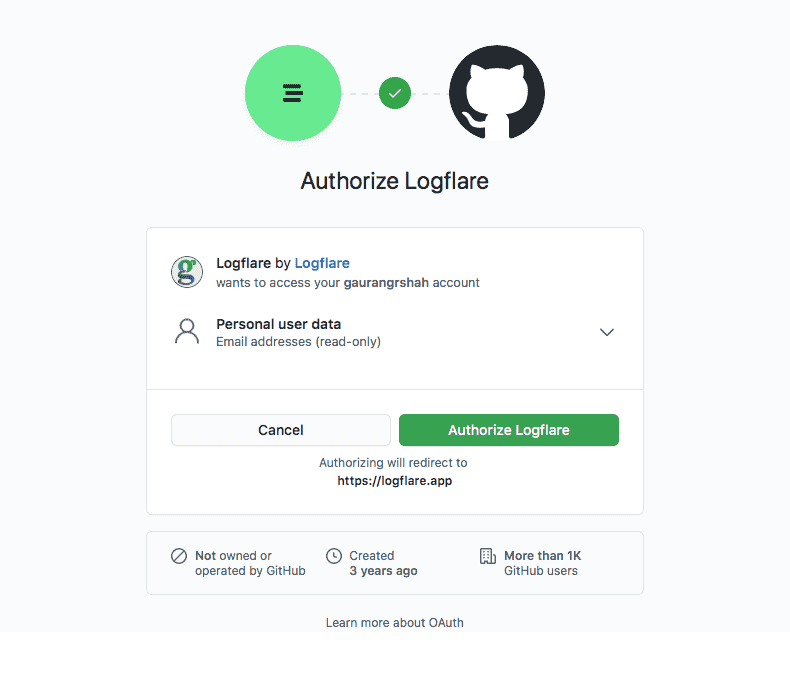 Authorize Logflare
Logflare by Logflare
wants to access your gaurangrshah account
Personal user data
Email addresses (read-only)
Cancel
Authorize Logflare
Authorizing will redirect to
https://logflare.app
Not owned or
operated by GitHub
Created
3 years ago
More than 1K
GitHub users
Learn more about OAuth